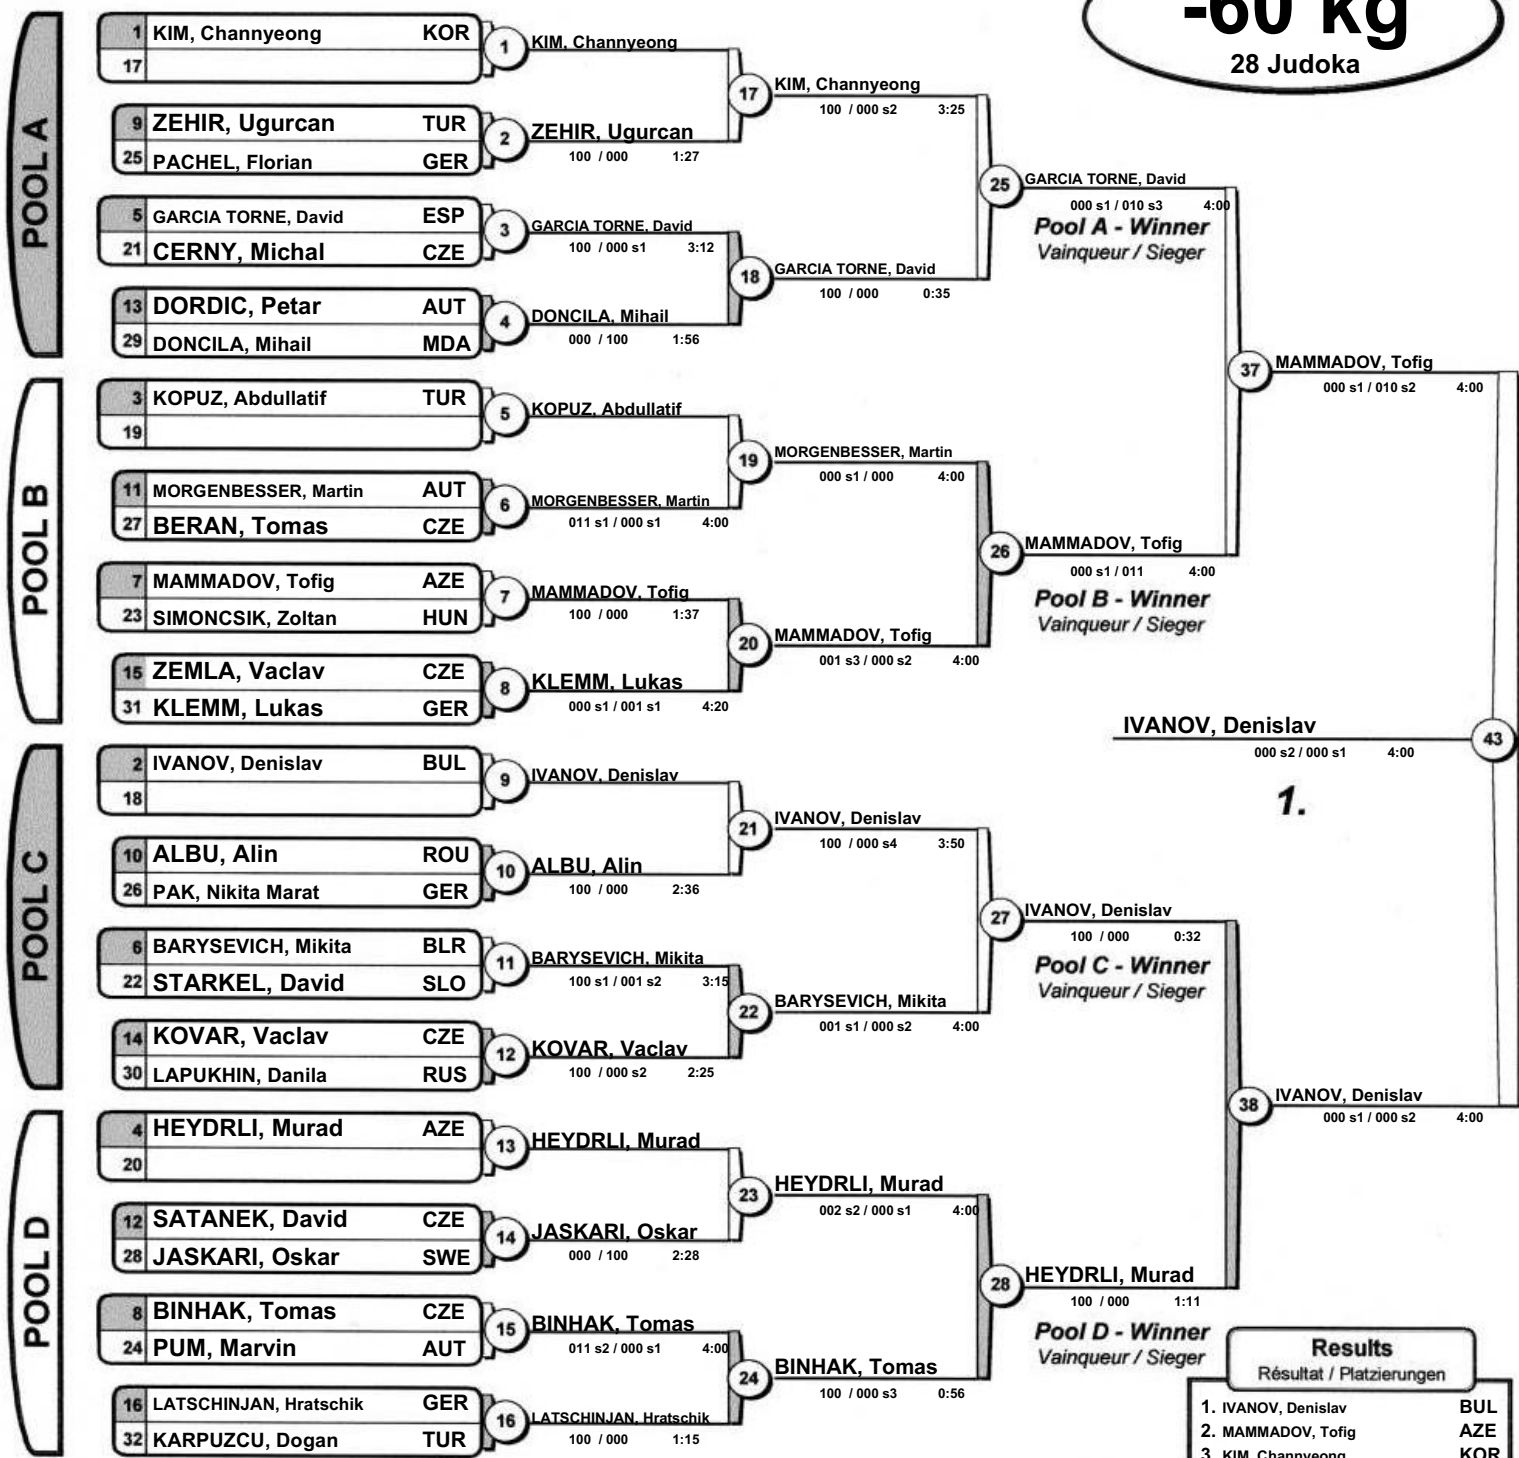 -60 kg
28 Judoka
POOL A
1 KIM, Channyeong KOR
17
9 ZEHIR, Ugurcan TUR
25 PACHEL, Florian GER
5 GARCIA TORNE, David ESP
21 CERNY, Michal CZE
13 DORDIC, Petar AUT
29 DONCILA, Mihail MDA
POOL B
3 KOPUZ, Abdullatif TUR
19
11 MORGENBESSER, Martin AUT
27 BERAN, Tomas CZE
7 MAMMADOV, Tofig AZE
23 SIMONCSIK, Zoltan HUN
15 ZEMLA, Vaclav CZE
31 KLEMM, Lukas GER
POOL C
2 IVANOV, Denislav BUL
18
10 ALBU, Alin ROU
26 PAK, Nikita Marat GER
6 BARYSEVICH, Mikita BLR
22 STARKEL, David SLO
14 KOVAR, Vaclav CZE
30 LAPUKHIN, Danila RUS
POOL D
4 HEYDRLI, Murad AZE
20
12 SATANEK, David CZE
28 JASKARI, Oskar SWE
8 BINHAK, Tomas CZE
24 PUM, Marvin AUT
16 LATSCHINJAN, Hratschik GER
32 KARPUZCU, Dogan TUR
1 KIM, Channyeong
2 ZEHIR, Ugurcan
100 / 000 1:27
3 GARCIA TORNE, David
100 / 000 s1 3:12
4 DONCILA, Mihail
000 / 100 1:56
5 KOPUZ, Abdullatif
6 MORGENBESSER, Martin
011 s1 / 000 s1 4:00
7 MAMMADOV, Tofig
100 / 000 1:37
8 KLEMM, Lukas
000 s1 / 001 s1 4:20
9 IVANOV, Denislav
10 ALBU, Alin
100 / 000 2:36
11 BARYSEVICH, Mikita
100 s1 / 001 s2 3:15
12 KOVAR, Vaclav
100 / 000 s2 2:25
13 HEYDRLI, Murad
14 JASKARI, Oskar
000 / 100 2:28
15 BINHAK, Tomas
011 s2 / 000 s1 4:00
16 LATSCHINJAN, Hratschik
100 / 000 1:15
17 KIM, Channyeong
100 / 000 s2 3:25
18 GARCIA TORNE, David
100 / 000 0:35
19 MORGENBESSER, Martin
000 s1 / 000 4:00
20 MAMMADOV, Tofig
001 s3 / 000 s2 4:00
21 IVANOV, Denislav
100 / 000 s4 3:50
22 BARYSEVICH, Mikita
001 s1 / 000 s2 4:00
23 HEYDRLI, Murad
002 s2 / 000 s1 4:00
24 BINHAK, Tomas
100 / 000 s3 0:56
25 GARCIA TORNE, David
000 s1 / 010 s3 4:00
Pool A - Winner
Vainqueur / Sieger
26 MAMMADOV, Tofig
000 s1 / 011 4:00
Pool B - Winner
Vainqueur / Sieger
27 IVANOV, Denislav
100 / 000 0:32
Pool C - Winner
Vainqueur / Sieger
28 HEYDRLI, Murad
100 / 000 1:11
Pool D - Winner
Vainqueur / Sieger
37 MAMMADOV, Tofig
000 s1 / 010 s2 4:00
38 IVANOV, Denislav
000 s1 / 000 s2 4:00
IVANOV, Denislav 43
000 s2 / 000 s1 4:00
1.
Results
Résultat / Platzierungen
1. IVANOV, Denislav BUL
2. MAMMADOV, Tofig AZE
3. KIM, Channyeong KOR